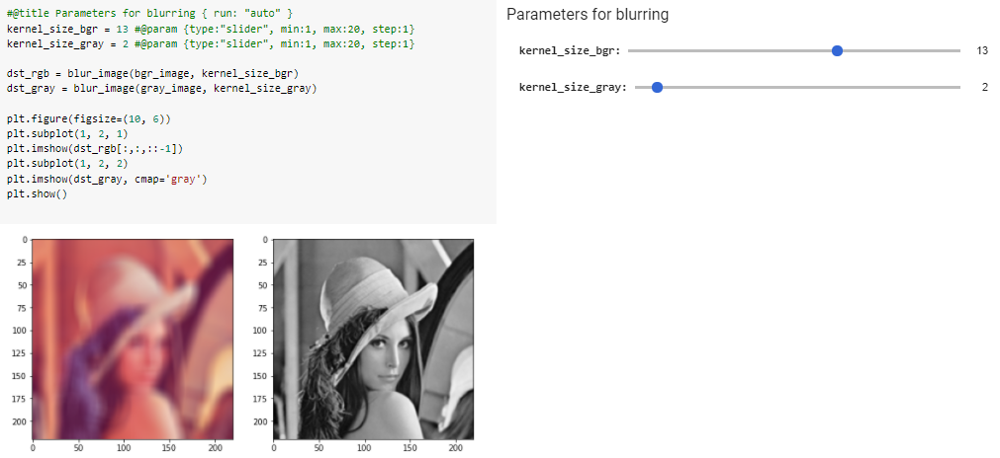 #@title Parameters for blurring { run: "auto" }
kernel_size_bgr = 13 #@param {type:"slider", min:1, max:20, step:1}
kernel_size_gray = 2 #@param {type:"slider", min:1, max:20, step:1}
dst_rgb = blur_image(bgr_image, kernel_size_bgr)
dst_gray = blur_image(gray_image, kernel_size_gray)
plt.figure(figsize=(10, 6))
plt.subplot(1, 2, 1)
plt.imshow(dst_rgb[:,:,::-1])
plt.subplot(1, 2, 2)
plt.imshow(dst_gray, cmap='gray')
plt.show()
Parameters for blurring
kernel_size_bgr: 13
kernel_size_gray: 2
0
25
50
75
100
125
150
175
200
0 50 100 150 200
0
25
50
75
100
125
150
175
200
0 50 100 150 200